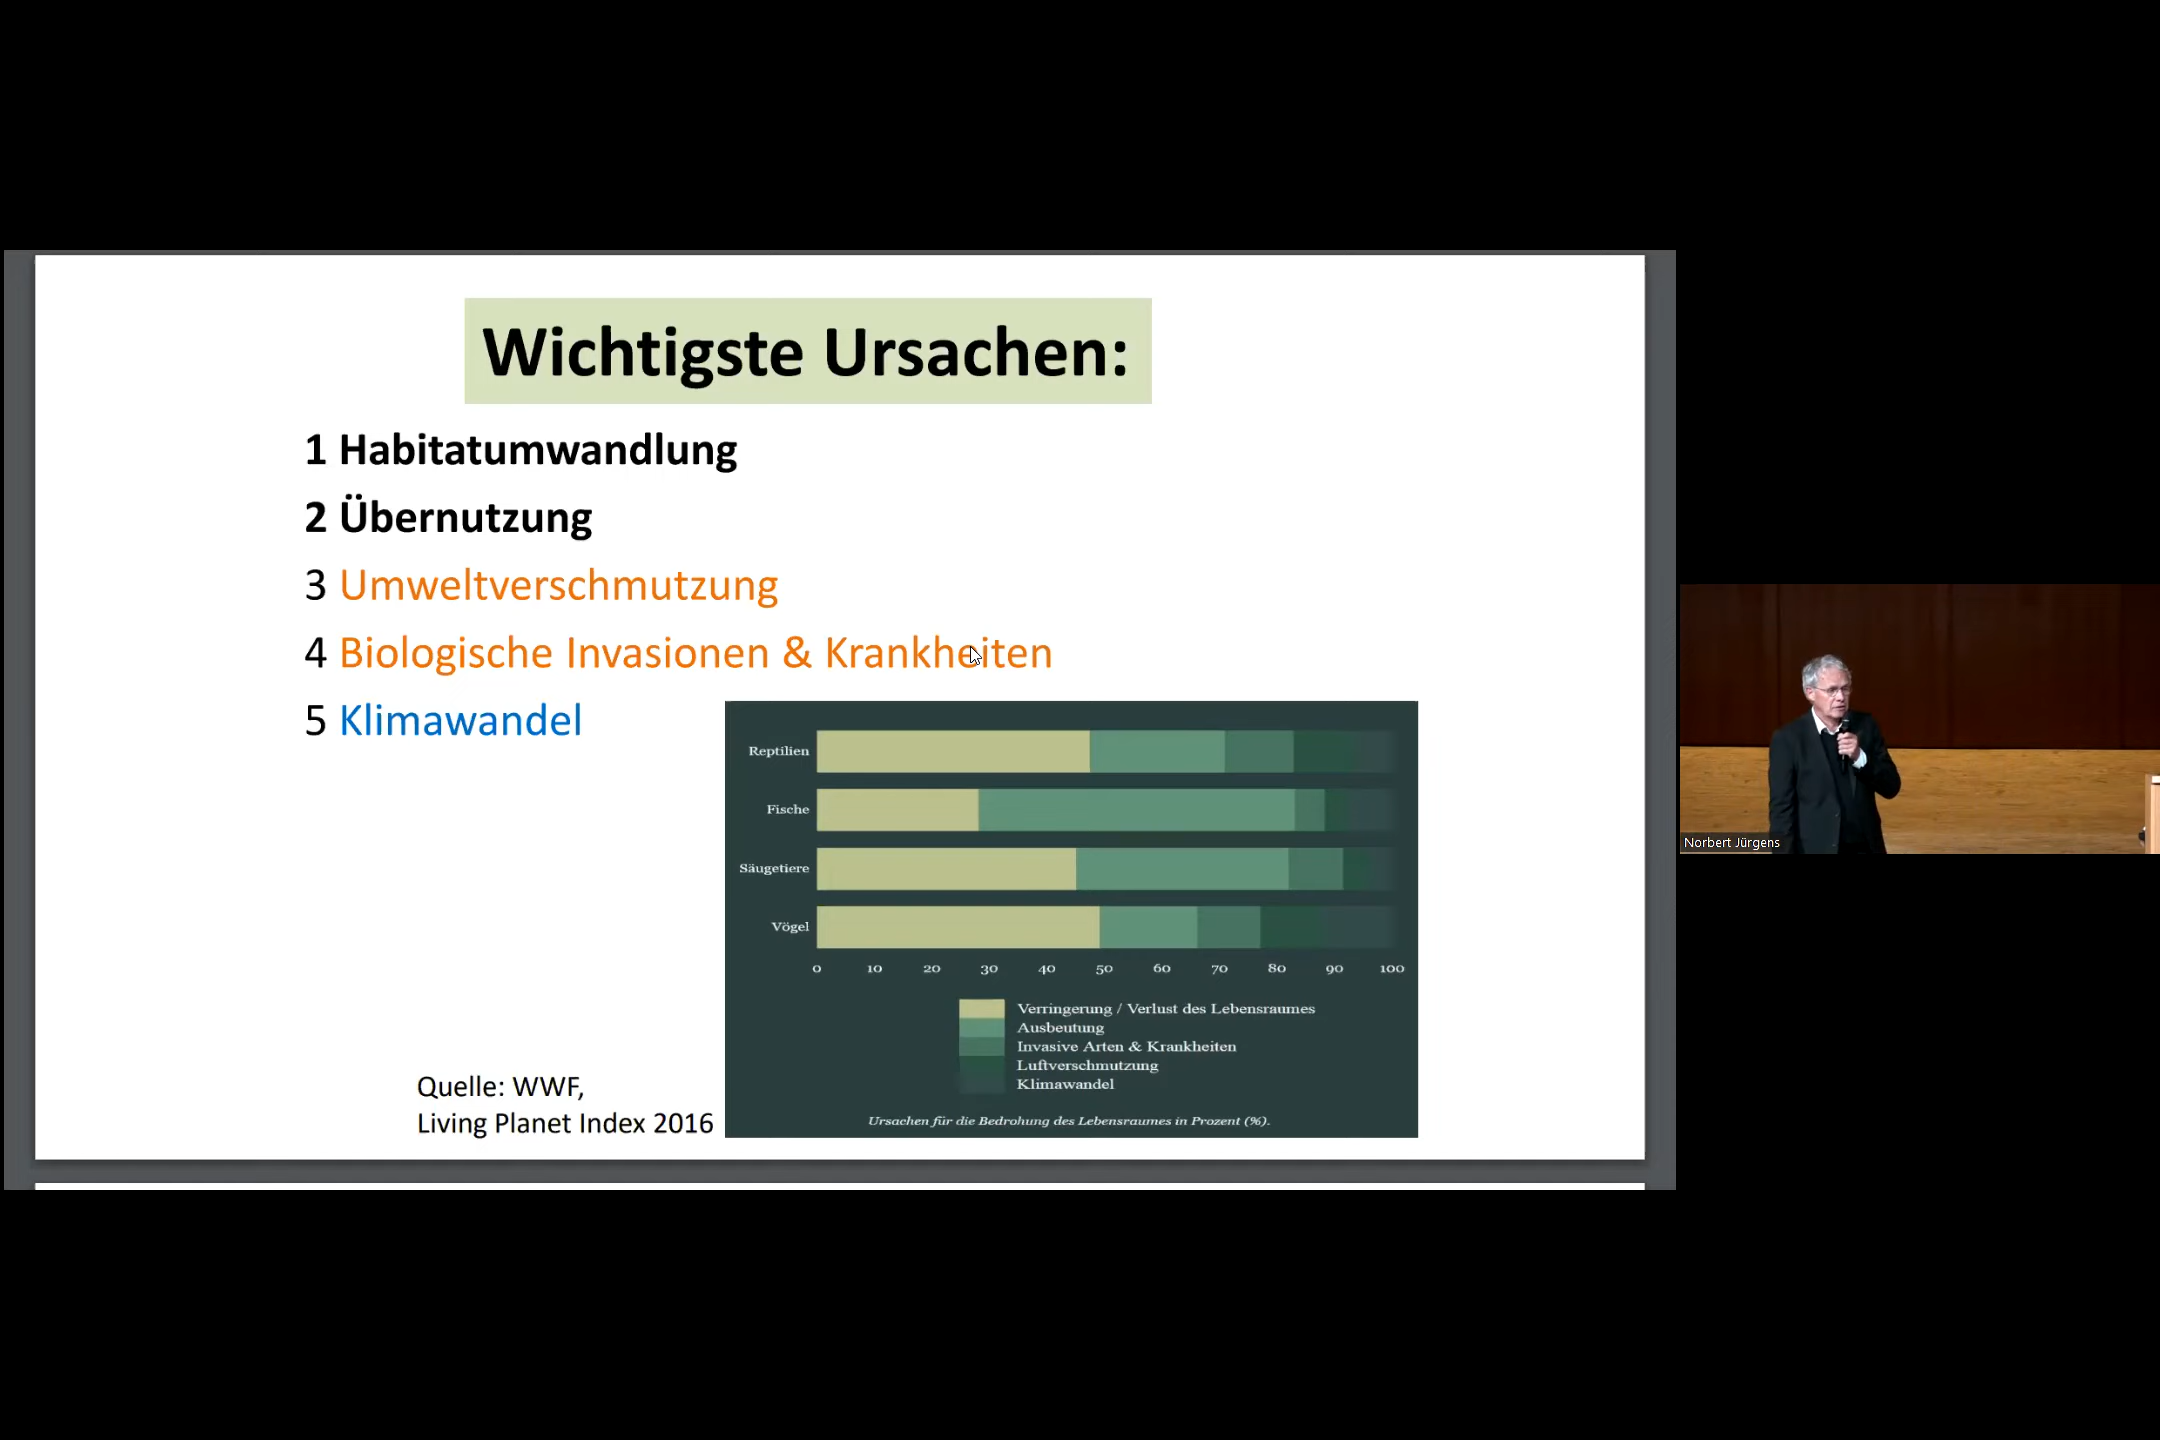 Wichtigste Ursachen:
1 Habitatumwandlung
2 Übernutzung
3 Umweltverschmutzung
4 Biologische Invasionen & Krankheiten
5 Klimawandel
Reptilien
Fische
Säugetiere
Vögel
0 10 20 30 40 50 60 70 80 90 100
Verringerung / Verlust des Lebensraumes
Ausbeutung
Invasive Arten & Krankheiten
Luftverschmutzung
Klimawandel
Ursachen für die Bedrohung des Lebensraumes in Prozent (%).
Quelle: WWF,
Living Planet Index 2016
Norbert Jürgens